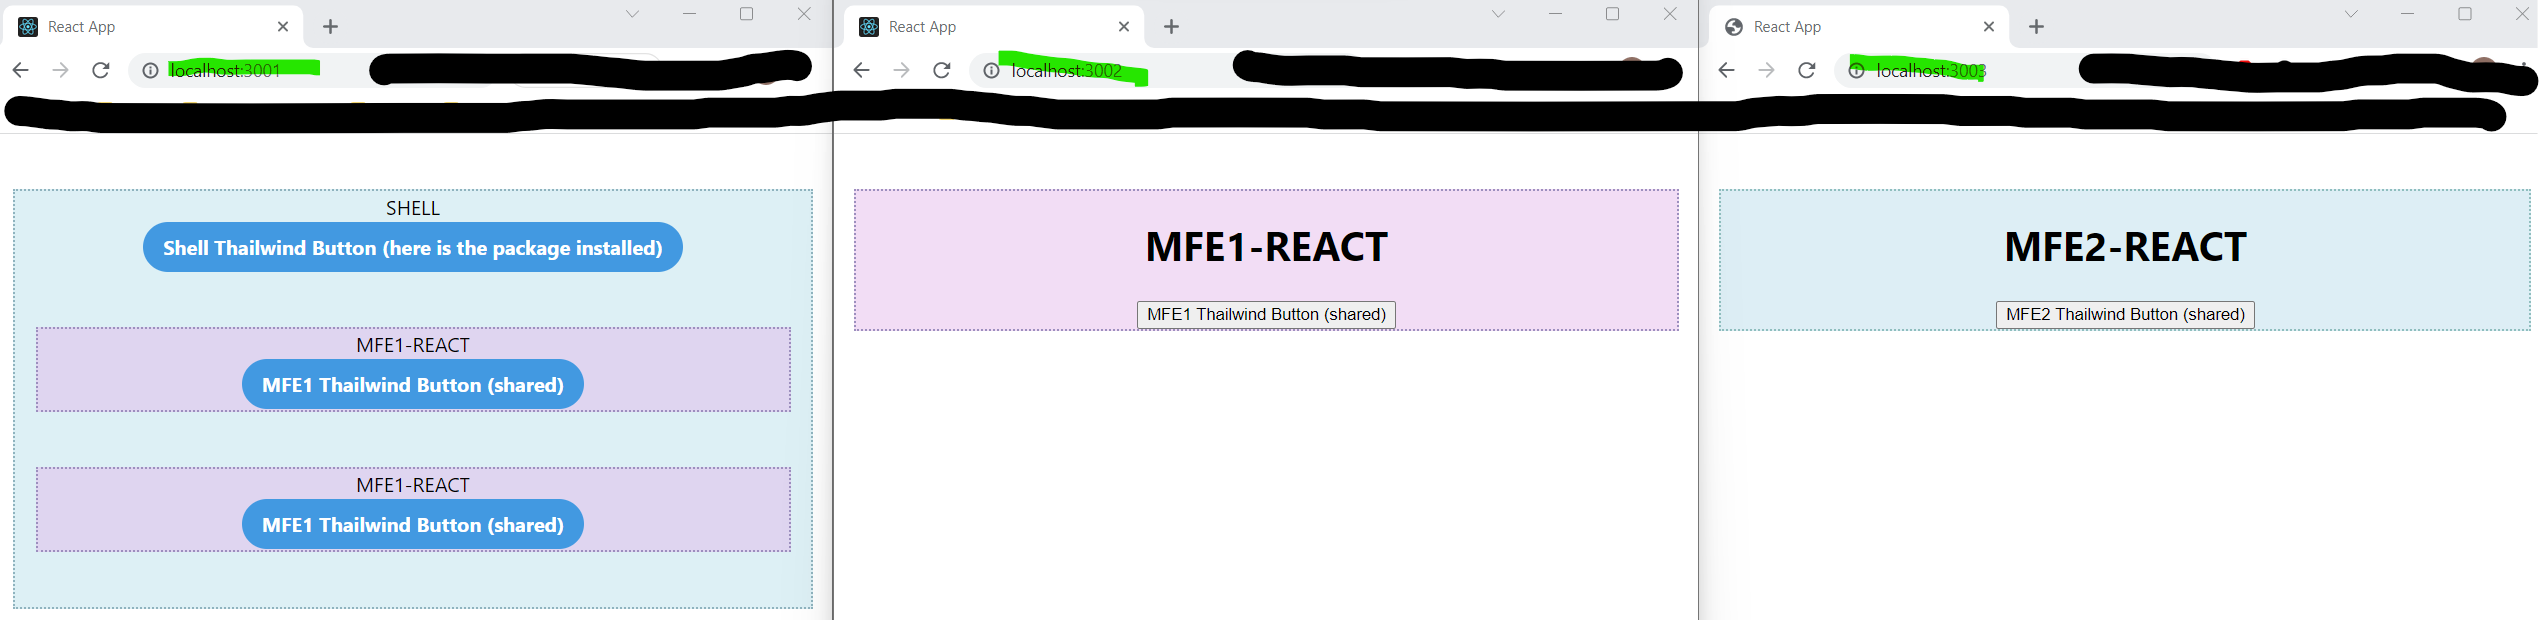 React App
localhost:3001
SHELL
Shell Thailwind Button (here is the package installed)
MFE1-REACT
MFE1 Thailwind Button (shared)
MFE1-REACT
MFE1 Thailwind Button (shared)
React App
localhost:3002
MFE1-REACT
MFE1 Thailwind Button (shared)
React App
localhost:3003
MFE2-REACT
MFE2 Thailwind Button (shared)